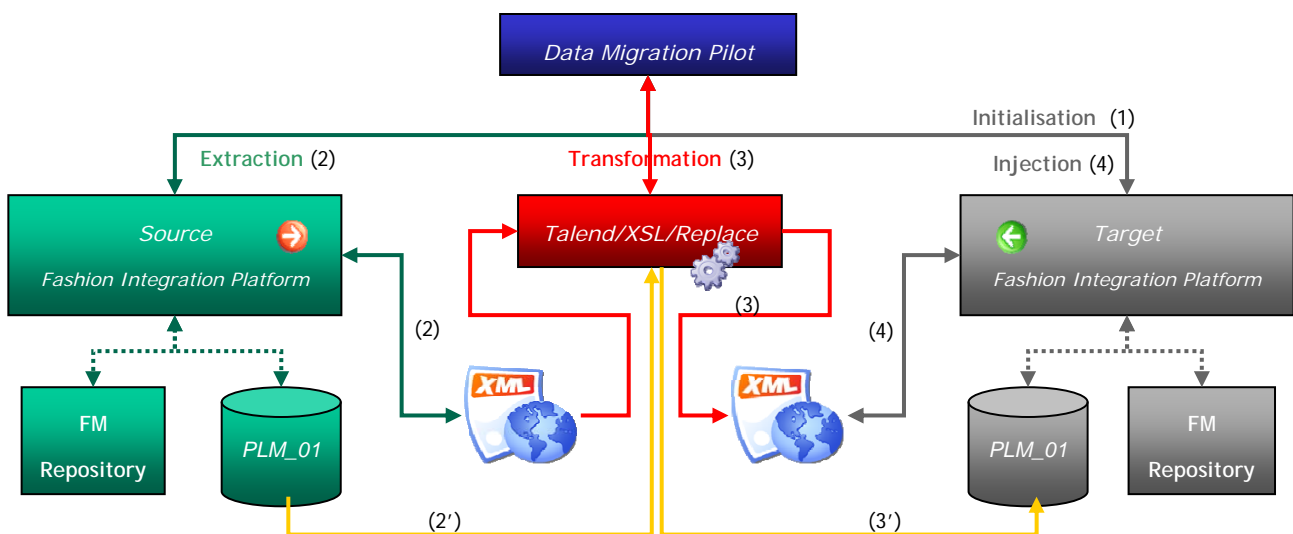 Data Migration Pilot
Initialisation (1)
Extraction (2)
Transformation (3)
Injection (4)
Source
Fashion Integration Platform
Talend/XSL/Replace
Target
Fashion Integration Platform
(3)
(2)
(4)
XML
XML
FM
Repository
PLM_01
PLM_01
FM
Repository
(2')
(3')